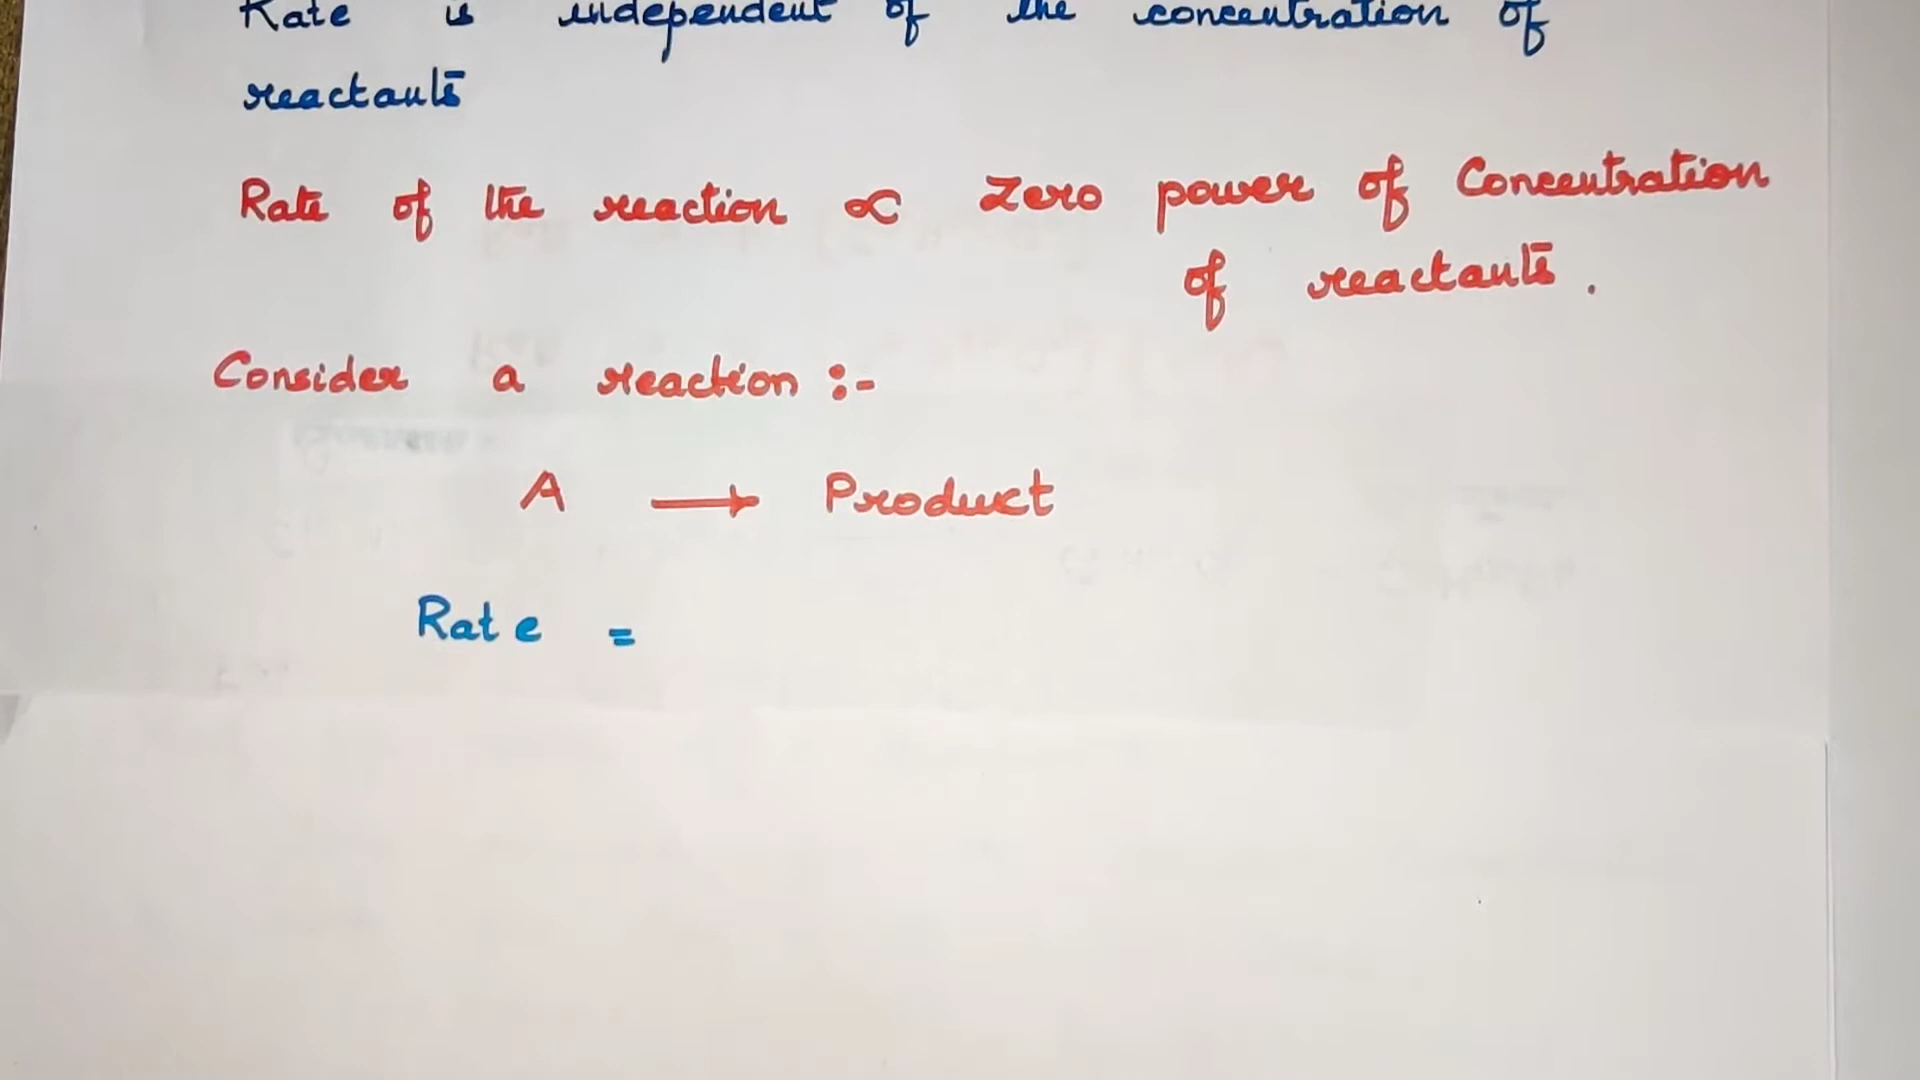 Rate is independent of the concentration of
reactants
Rate of the reaction ∝ Zero power of Concentration
of reactants.
Consider a reaction :-
A → Product
Rate =